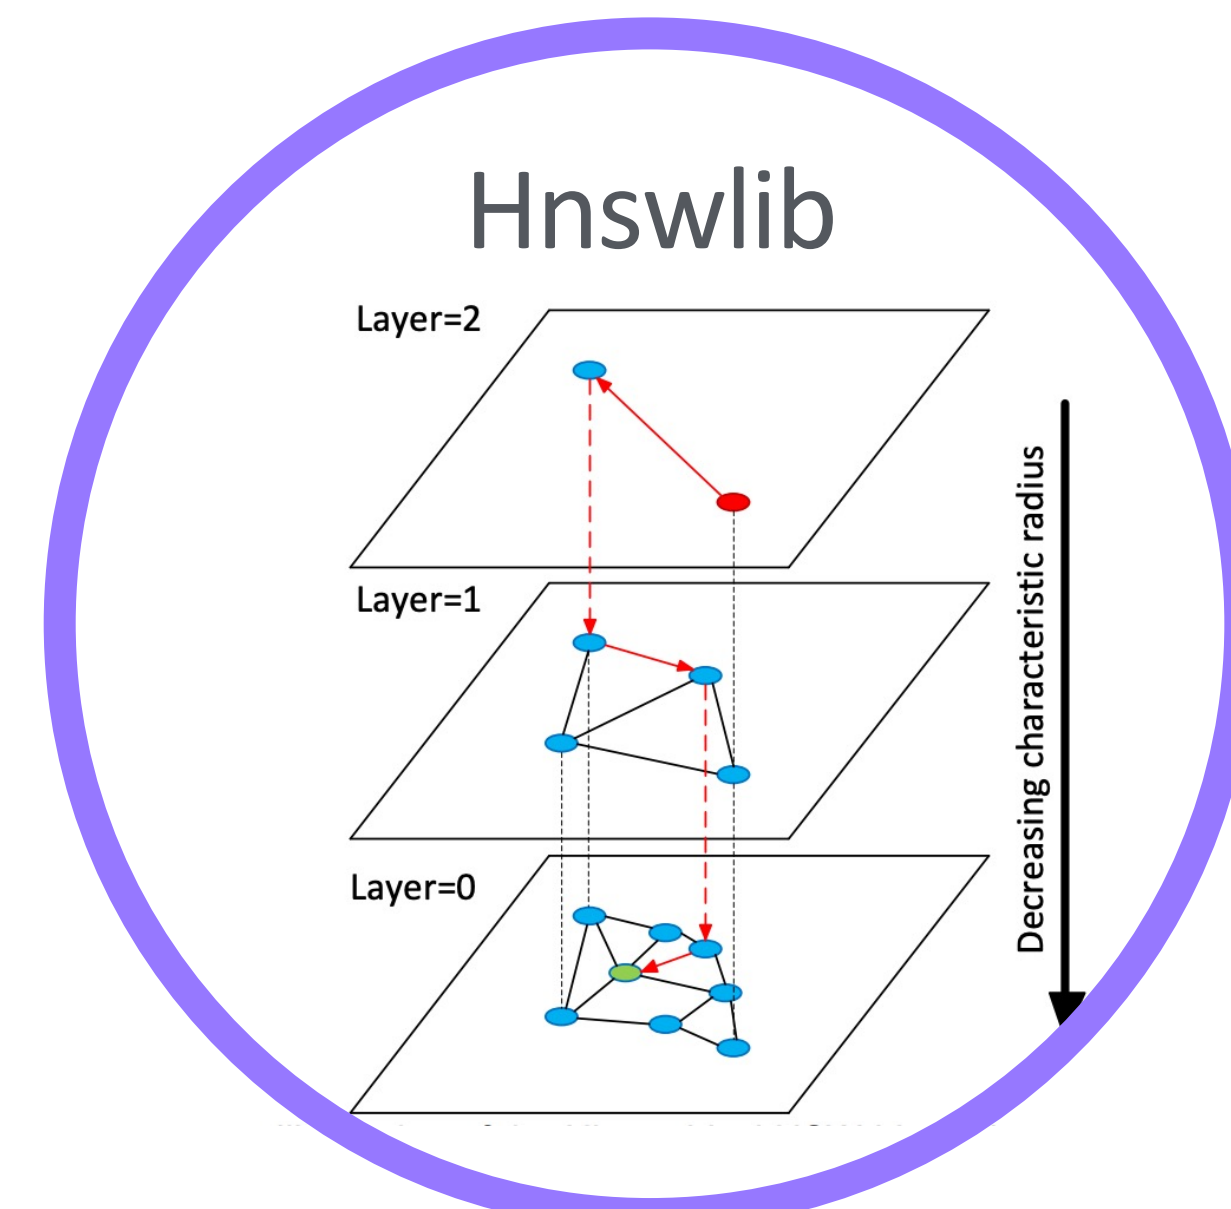 Hnswlib
Layer=2
Layer=1
Layer=0
Decreasing characteristic radius